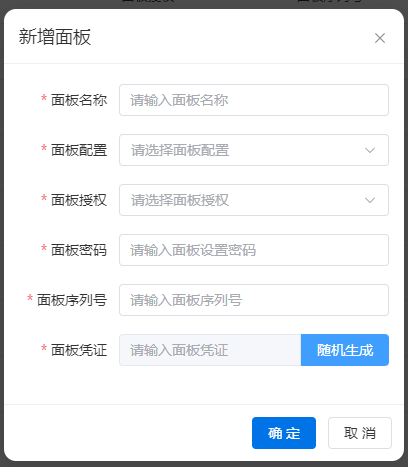 新增面板
* 面板名称 请输入面板名称
* 面板配置 请选择面板配置
* 面板授权 请选择面板授权
* 面板密码 请输入面板设置密码
* 面板序列号 请输入面板序列号
* 面板凭证 请输入面板凭证 随机生成
确 定 取 消